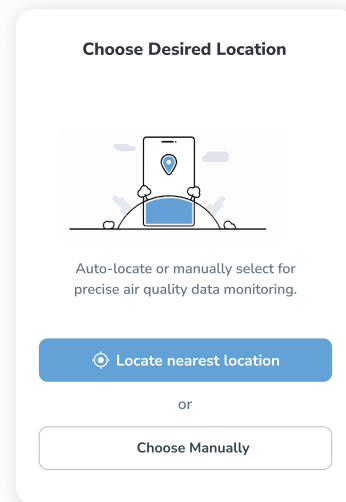 Choose Desired Location
Auto-locate or manually select for
precise air quality data monitoring.
Locate nearest location
or
Choose Manually